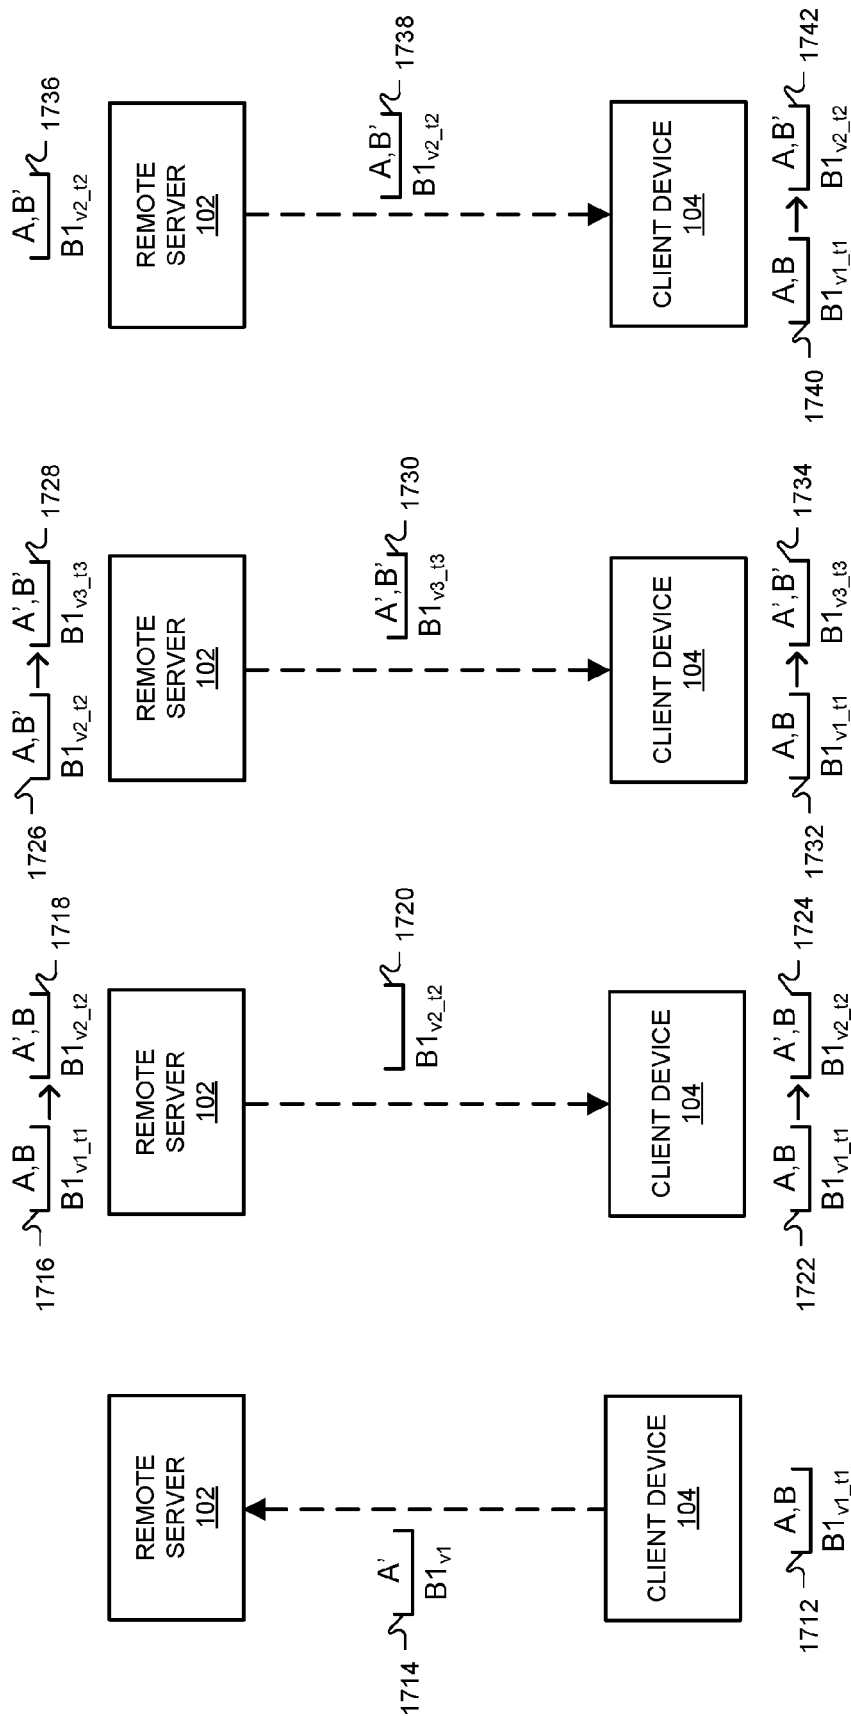 REMOTE
SERVER
102
1714
A'
B1v1
CLIENT DEVICE
104
1712
A,B
B1v1_t1
1716
A,B
B1v1_t1
A',B
B1v2_t2
1718
REMOTE
SERVER
102
B1v2_t2
1720
CLIENT DEVICE
104
1722
A,B
B1v1_t1
A',B
B1v2_t2
1724
1726
A,B'
B1v2_t2
A',B'
B1v3_t3
1728
REMOTE
SERVER
102
A',B'
B1v3_t3
1730
CLIENT DEVICE
104
1732
A,B
B1v1_t1
A',B'
B1v3_t3
1734
A,B'
B1v2_t2
1736
REMOTE
SERVER
102
A,B'
B1v2_t2
1738
CLIENT DEVICE
104
1740
A,B
B1v1_t1
A,B'
B1v2_t2
1742